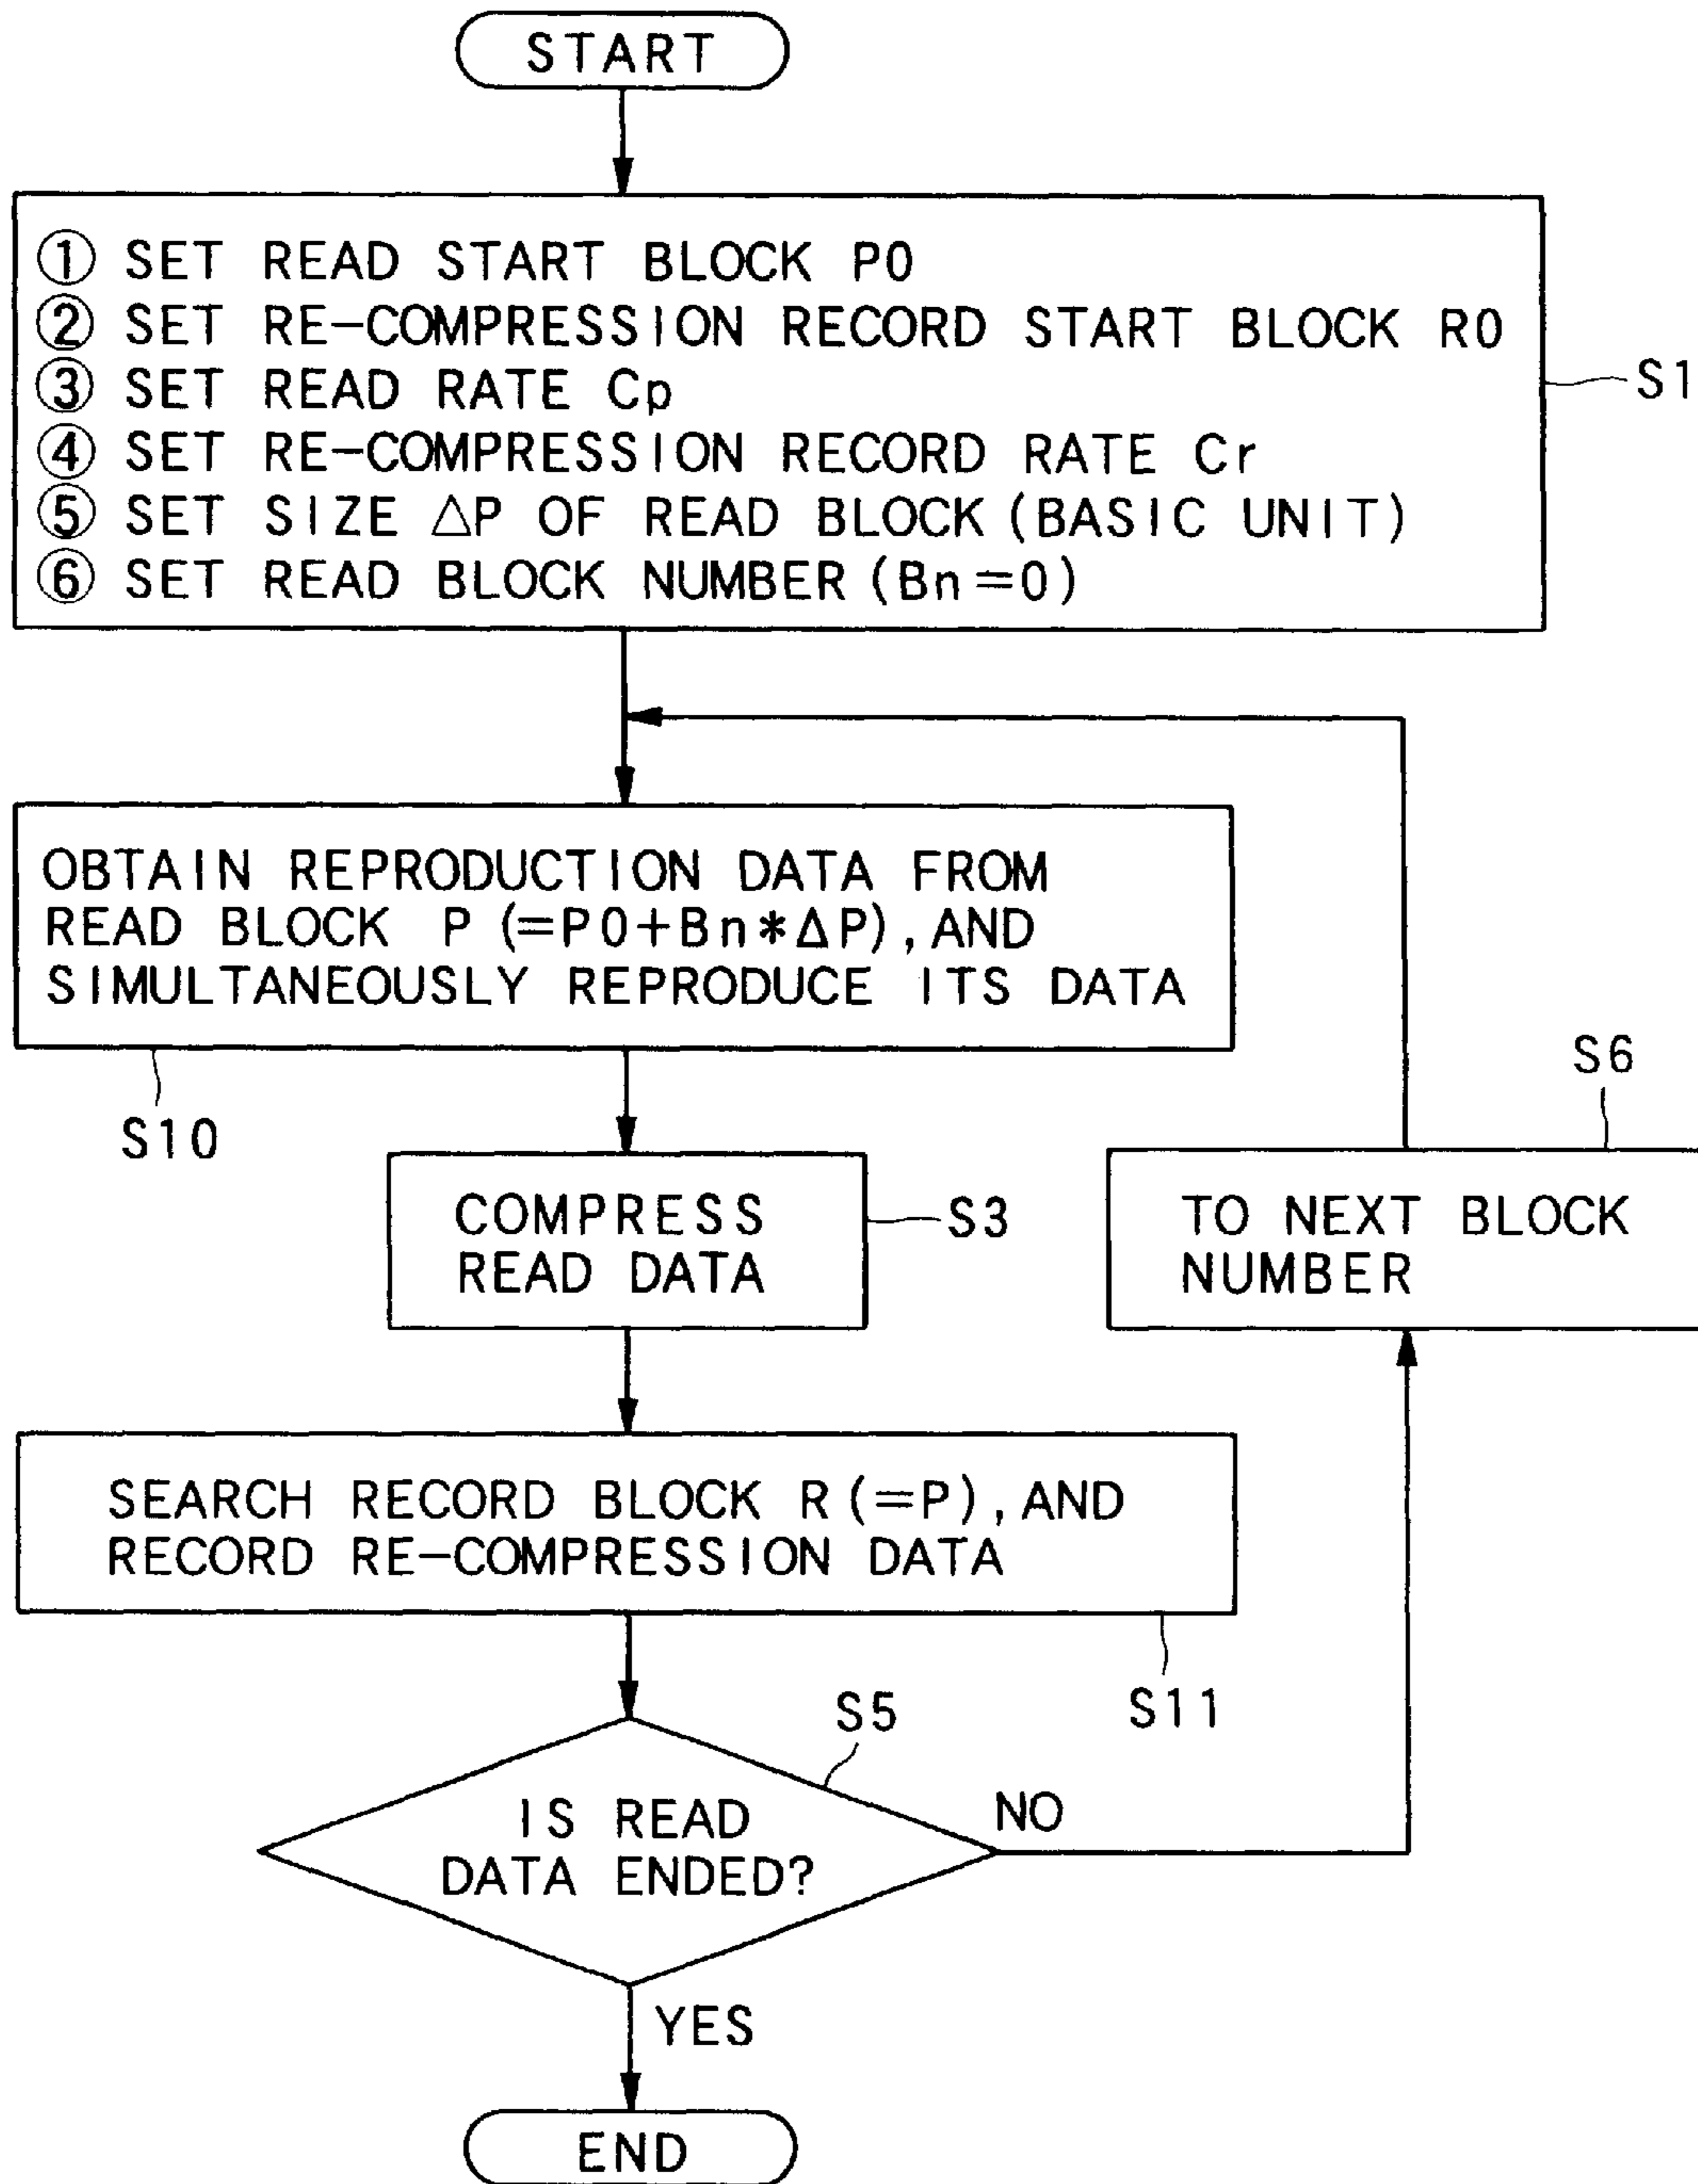 START
① SET READ START BLOCK P0
② SET RE-COMPRESSION RECORD START BLOCK R0
③ SET READ RATE Cp
④ SET RE-COMPRESSION RECORD RATE Cr
⑤ SET SIZE △P OF READ BLOCK (BASIC UNIT)
⑥ SET READ BLOCK NUMBER (Bn=0)
S1
OBTAIN REPRODUCTION DATA FROM
READ BLOCK P (=P0+Bn*ΔP), AND
SIMULTANEOUSLY REPRODUCE ITS DATA
S10
S6
COMPRESS
READ DATA
S3
TO NEXT BLOCK
NUMBER
SEARCH RECORD BLOCK R (=P), AND
RECORD RE-COMPRESSION DATA
S11
S5
IS READ
DATA ENDED?
NO
YES
END